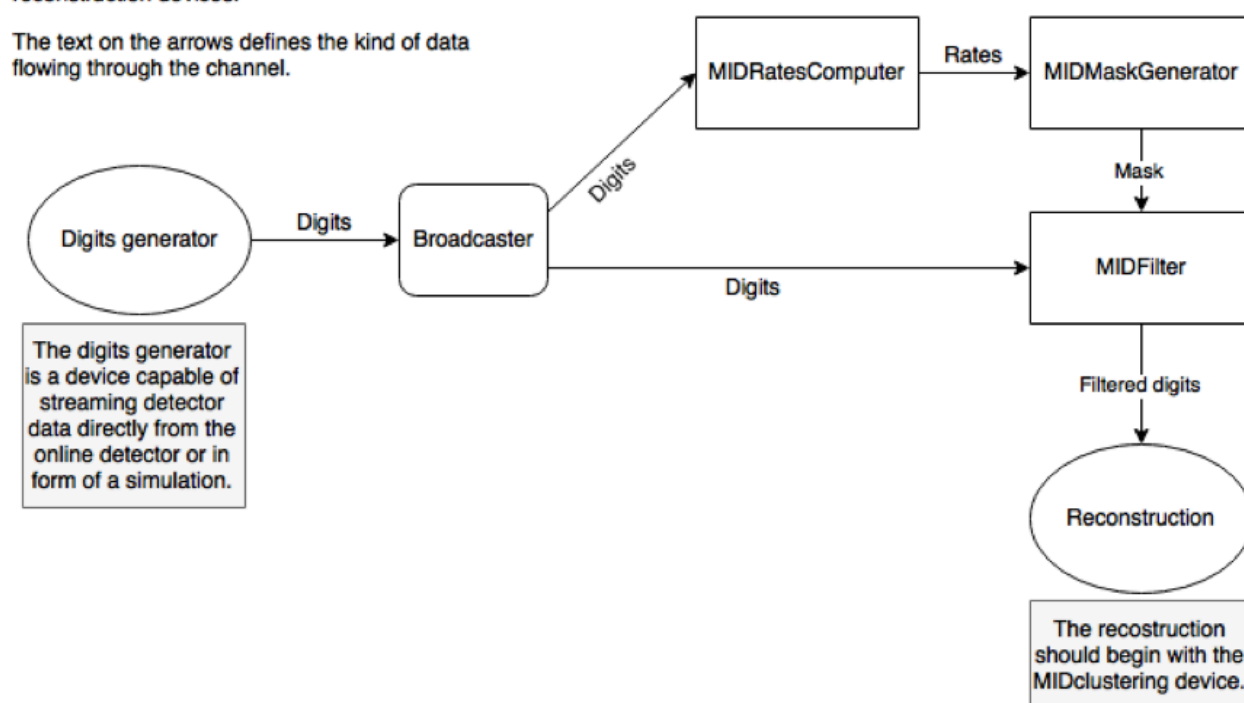 The text on the arrows defines the kind of data
flowing through the channel.
MIDRatesComputer
Rates
MIDMaskGenerator
Digits
Mask
Digits generator
Digits
Broadcaster
MIDFilter
Digits
The digits generator
is a device capable of
streaming detector
data directly from the
online detector or in
form of a simulation.
Filtered digits
Reconstruction
The recostruction
should begin with the
MIDclustering device.